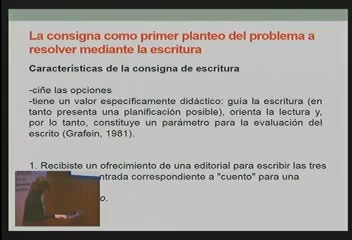 La consigna como primer planteo del problema a
resolver mediante la escritura
Características de la consigna de escritura
-ciñe las opciones
-tiene un valor específicamente didáctico: guía la escritura (en
tanto presenta una planificación posible), orienta la lectura y,
por lo tanto, constituye un parámetro para la evaluación del
escrito (Grafein, 1981).
1. Recibiste un ofrecimiento de una editorial para escribir las tres
ntrada correspondiente a "cuento" para una
o.